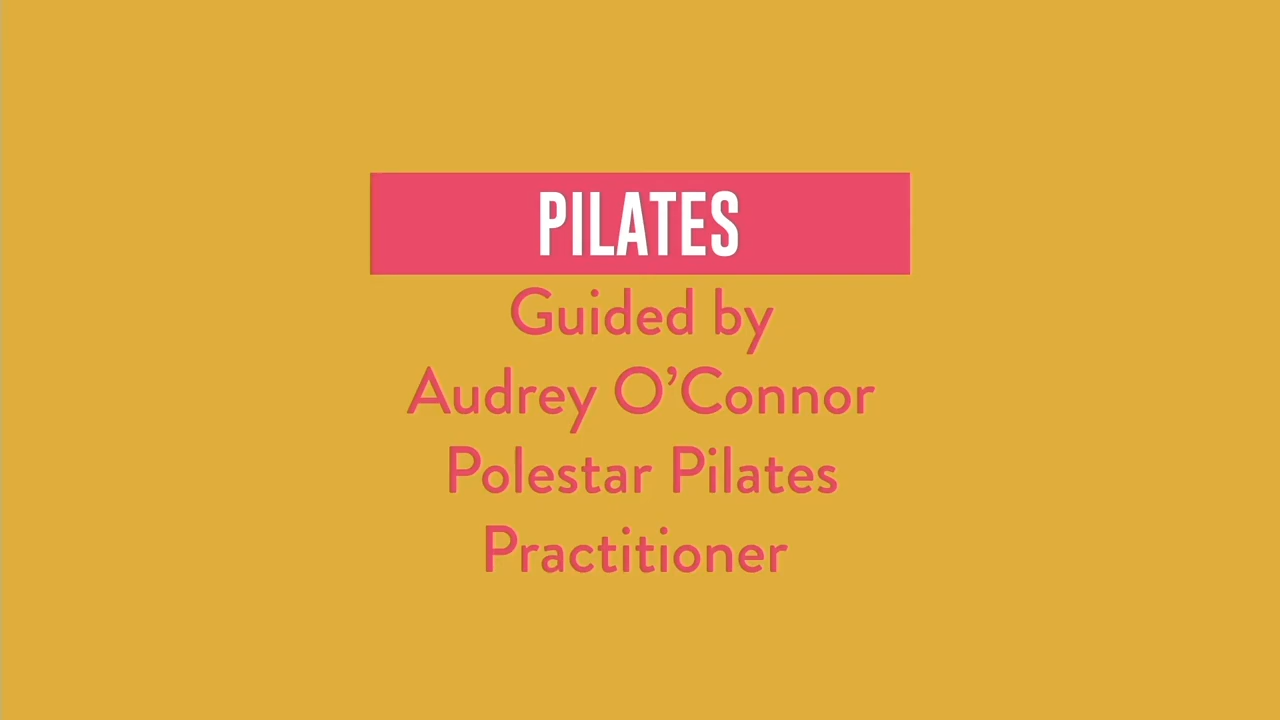 PILATES
Guided by
Audrey O’Connor
Polestar Pilates
Practitioner